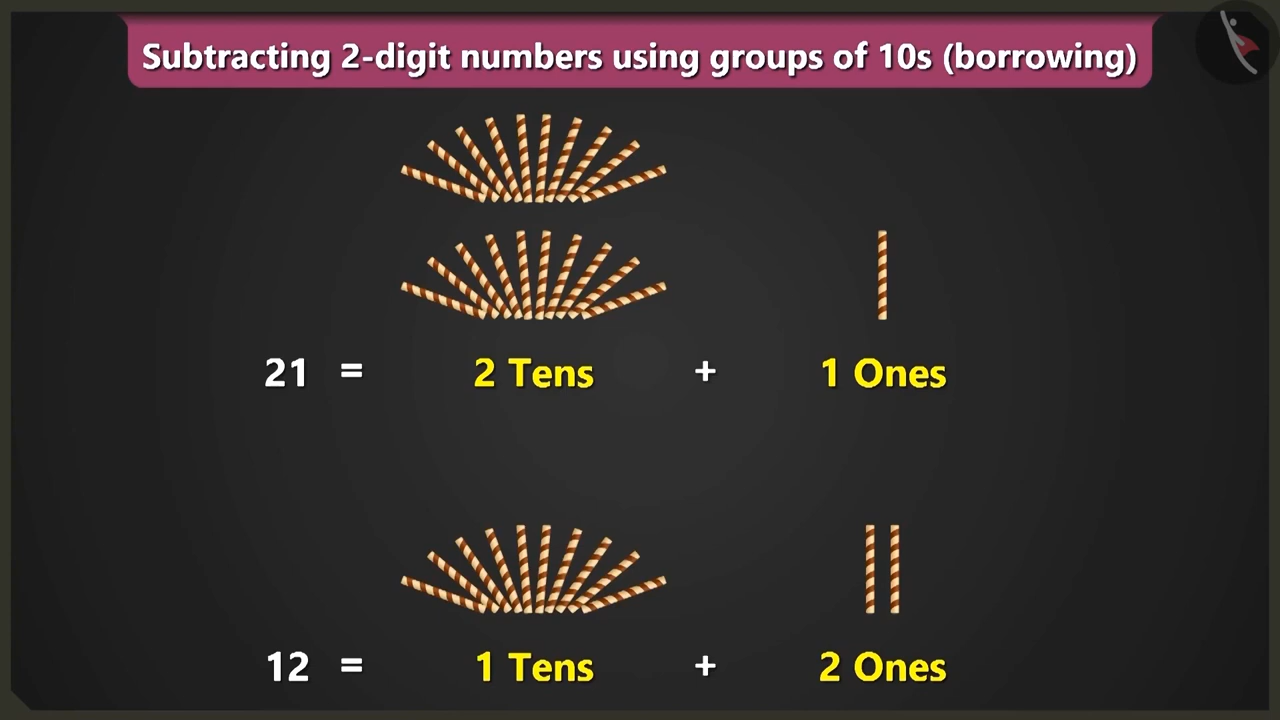 Subtracting 2-digit numbers using groups of 10s (borrowing)
21 = 2 Tens + 1 Ones
12 = 1 Tens + 2 Ones